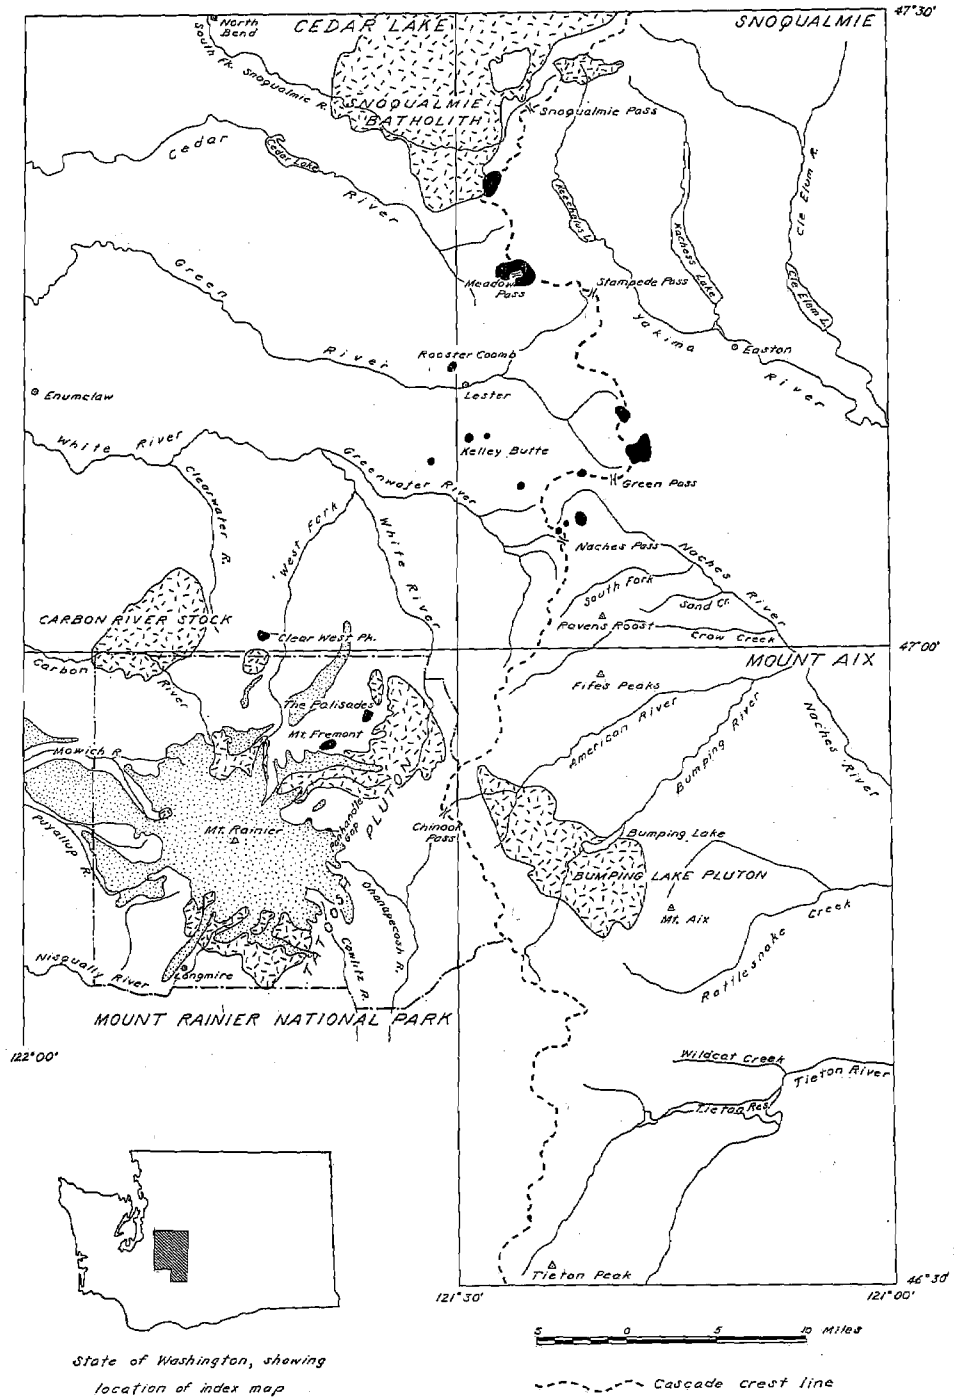 47°30'
North
Bend
CEDAR LAKE
SNOQUALMIE
South Fk. Snoqualmie R.
SNOQUALMIE
BATHOLITH
Snoqualmie Pass
Cedar
Cedar Lake
River
Keechelus L.
Kachess Lake
Cle Elum R.
Cle Elum L.
Green
Meadow
Pass
Stampede Pass
Yakima
River
Easton
River
Rooster Coomb
Lester
Enumclaw
White River
Kelley Butte
Greenwater River
Green Pass
Clearwater R.
West Fork
White River
Naches Pass
Naches River
South Fork
Sand Cr.
Ravens Roost
Crow Creek
CARBON RIVER STOCK
Clear West Pk.
47°00'
MOUNT AIX
Carbon
River
Fifes Peaks
The Palisades
American River
Bumping River
Naches River
Mt. Fremont
Mowich R.
Puyallup R.
Mt. Rainier
Panhandle Gap
TATOOSH
PLUTON
Chinook
Pass
Bumping Lake
BUMPING LAKE PLUTON
Mt. Aix
Ohanapecosh R.
Cowlitz R.
Rattlesnake
Creek
Nisqually River
Longmire
MOUNT RAINIER NATIONAL PARK
122°00'
Wildcat Creek
Tieton River
Tieton Res.
Tieton Peak
46°30'
121°30'
121°00'
5 0 5 10 Miles
State of Washington, showing
location of index map
Cascade crest line